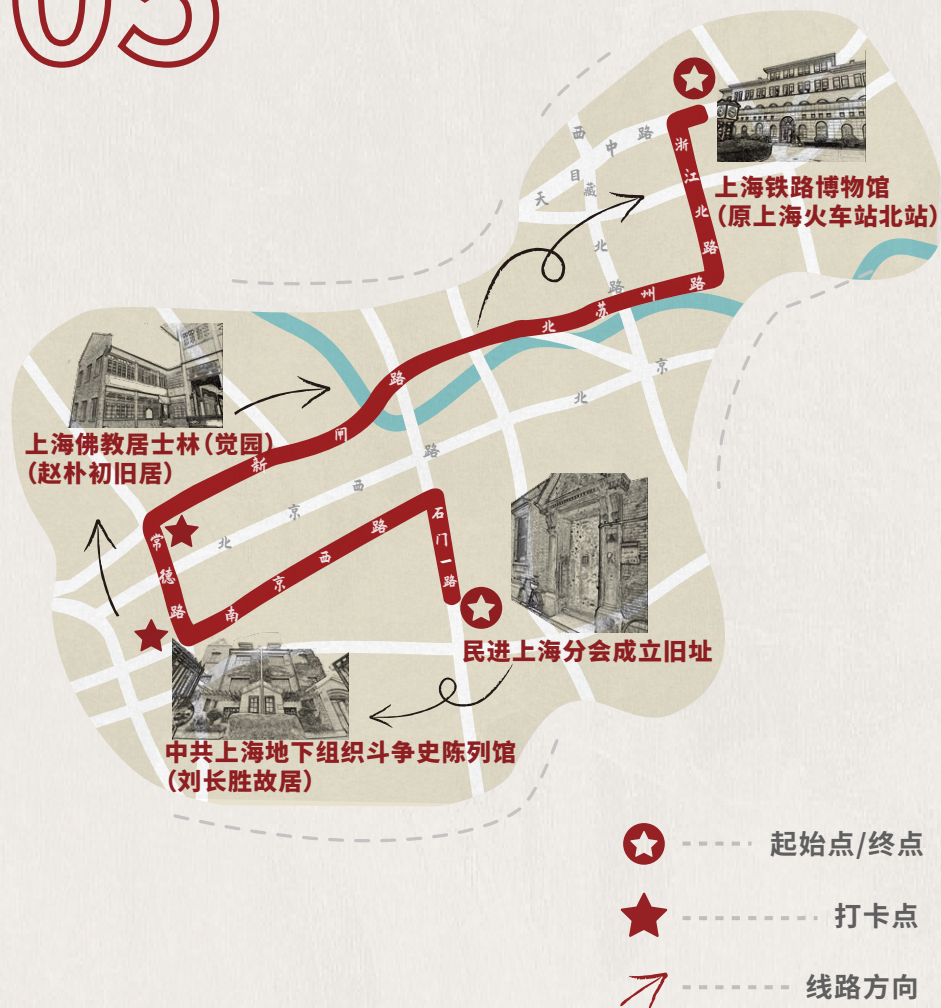 05
浙江北路
上海铁路博物馆
(原上海火车站北站)
天目中路
西藏北路
北苏州路
北京
路
上海佛教居士林(觉园)
(赵朴初旧居)
新闸路
北京西路
常德路
南京西路
石门一路
民进上海分会成立旧址
中共上海地下组织斗争史陈列馆
(刘长胜故居)
起始点/终点
打卡点
线路方向